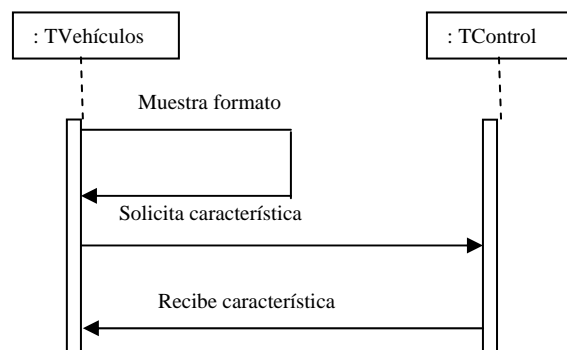 : TVehículos
: TControl
Muestra formato
Solicita característica
Recibe característica